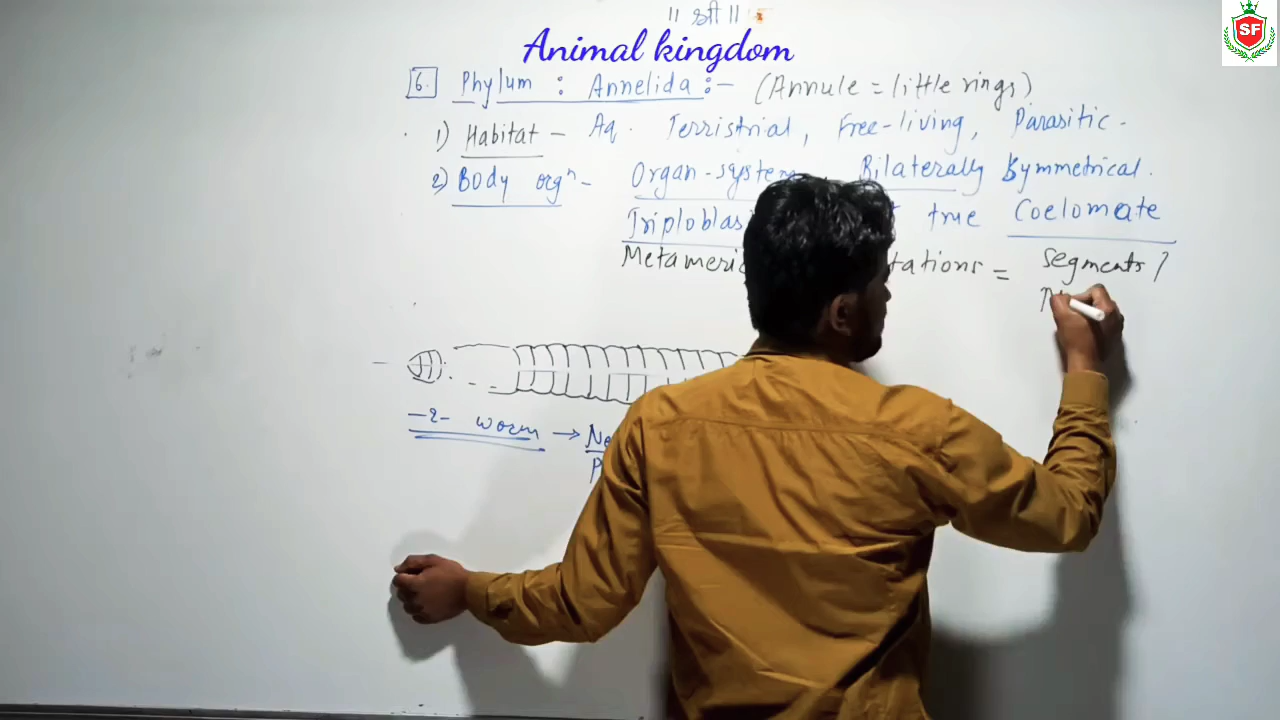 || श्री ||
SF
Animal kingdom
6. Phylum : Annelida :- (Annule = little rings)
1) Habitat - Aq. Terristrial, Free-living, Parasitic -
2) Body orgⁿ - Organ-system, Bilaterally Symmetrical.
true Coelomate
= segments /
-z- worm →